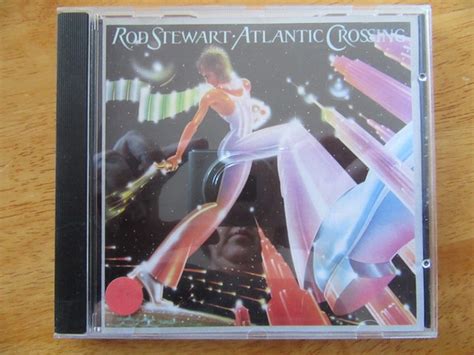 ROD STEWART · ATLANTIC CROSSING